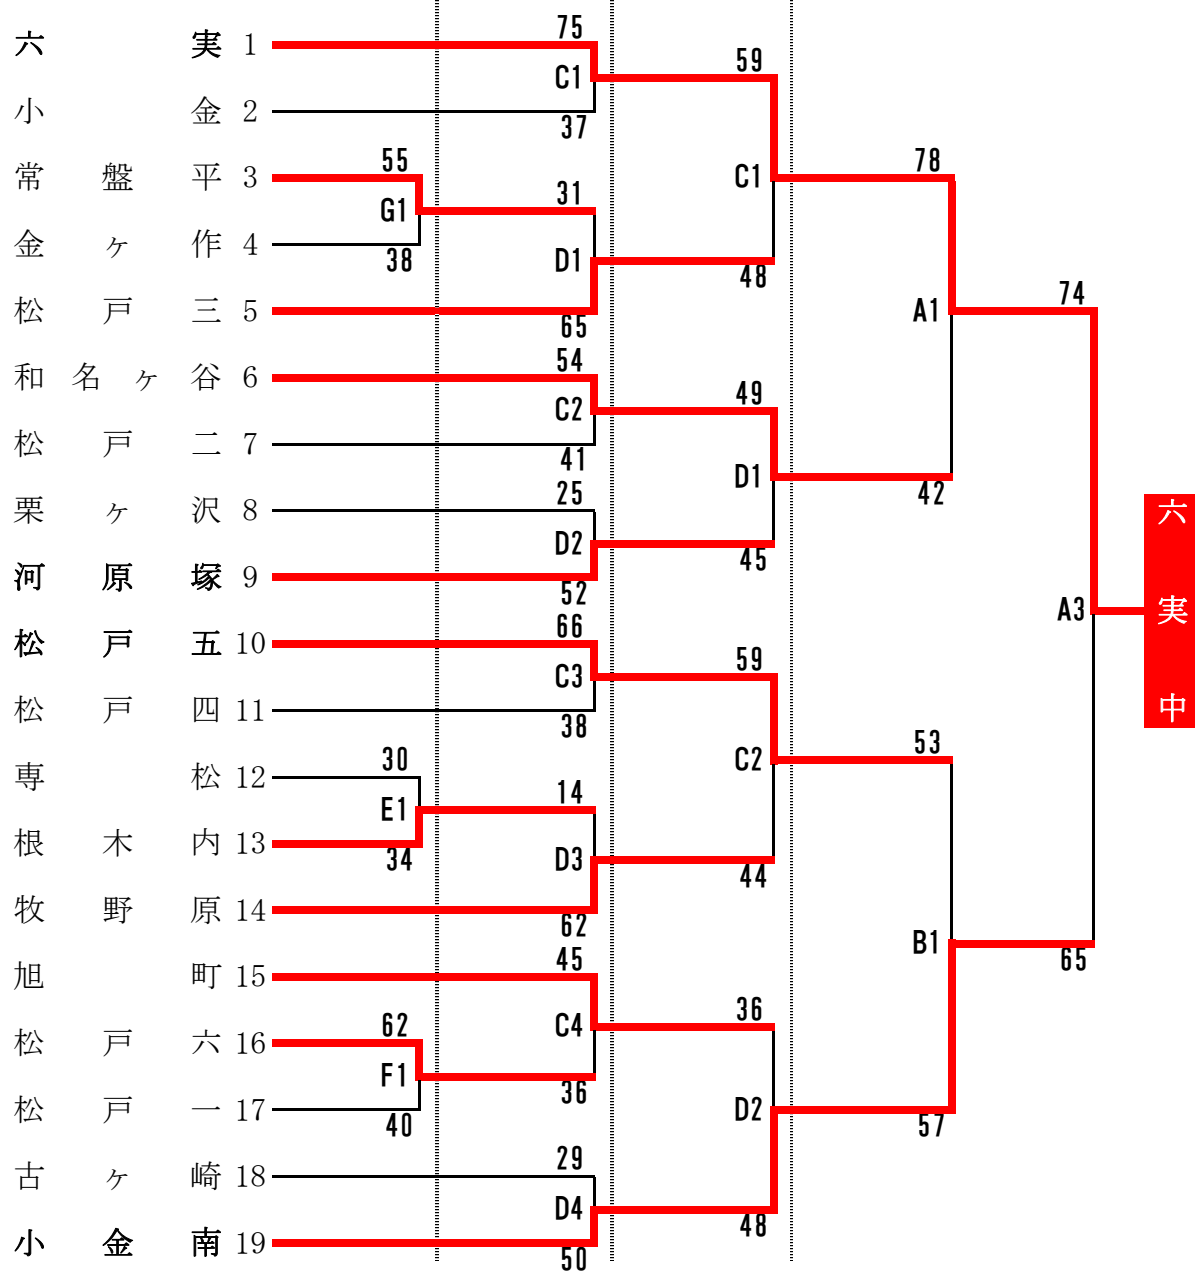 75
六実 1
59
C1
小金 2
37
55
78
常盤平 3
31
C1
G1
金ヶ作 4
38
D1
48
74
松戸三 5
A1
65
54
和名ヶ谷 6
49
C2
松戸二 7
41
D1
25
42
栗ヶ沢 8
六実中
D2
45
河原塚 9
52
A3
66
松戸五 10
59
C3
松戸四 11
38
53
30
C2
専松 12
14
E1
根木内 13
34
D3
44
牧野原 14
62
B1
45
65
旭町 15
36
62
C4
松戸六 16
F1
36
松戸一 17
40
D2
57
29
古ヶ崎 18
D4
48
小金南 19
50